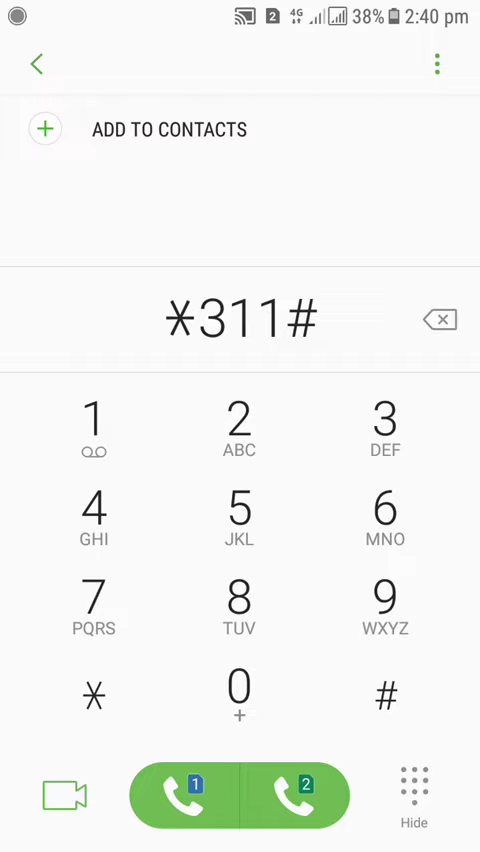 2 4G 38% 2:40 pm
+ ADD TO CONTACTS
*311#
1 2 3
ABC DEF
4 5 6
GHI JKL MNO
7 8 9
PQRS TUV WXYZ
* 0 #
+
1 2
Hide